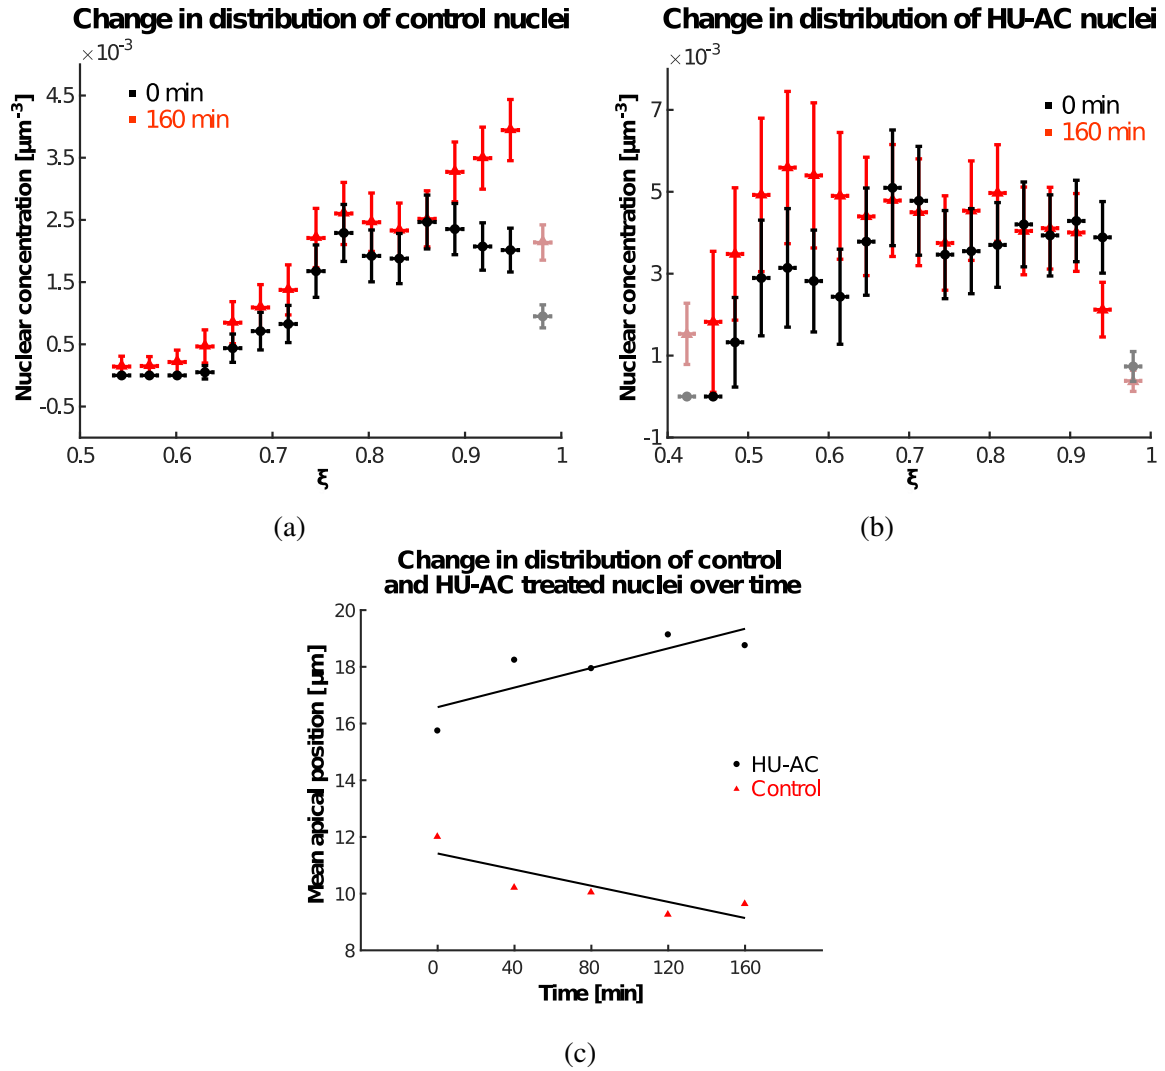 Change in distribution of control nuclei
×10⁻³
Nuclear concentration [µm⁻³]
4.5
3.5
2.5
1.5
0.5
-0.5
0 min
160 min
0.5 0.6 0.7 0.8 0.9 1
ξ
(a)
Change in distribution of HU-AC nuclei
×10⁻³
Nuclear concentration [µm⁻³]
7
5
3
1
-1
0 min
160 min
0.4 0.5 0.6 0.7 0.8 0.9 1
ξ
(b)
Change in distribution of control
and HU-AC treated nuclei over time
Mean apical position [µm]
20
18
16
14
12
10
8
HU-AC
Control
0 40 80 120 160
Time [min]
(c)